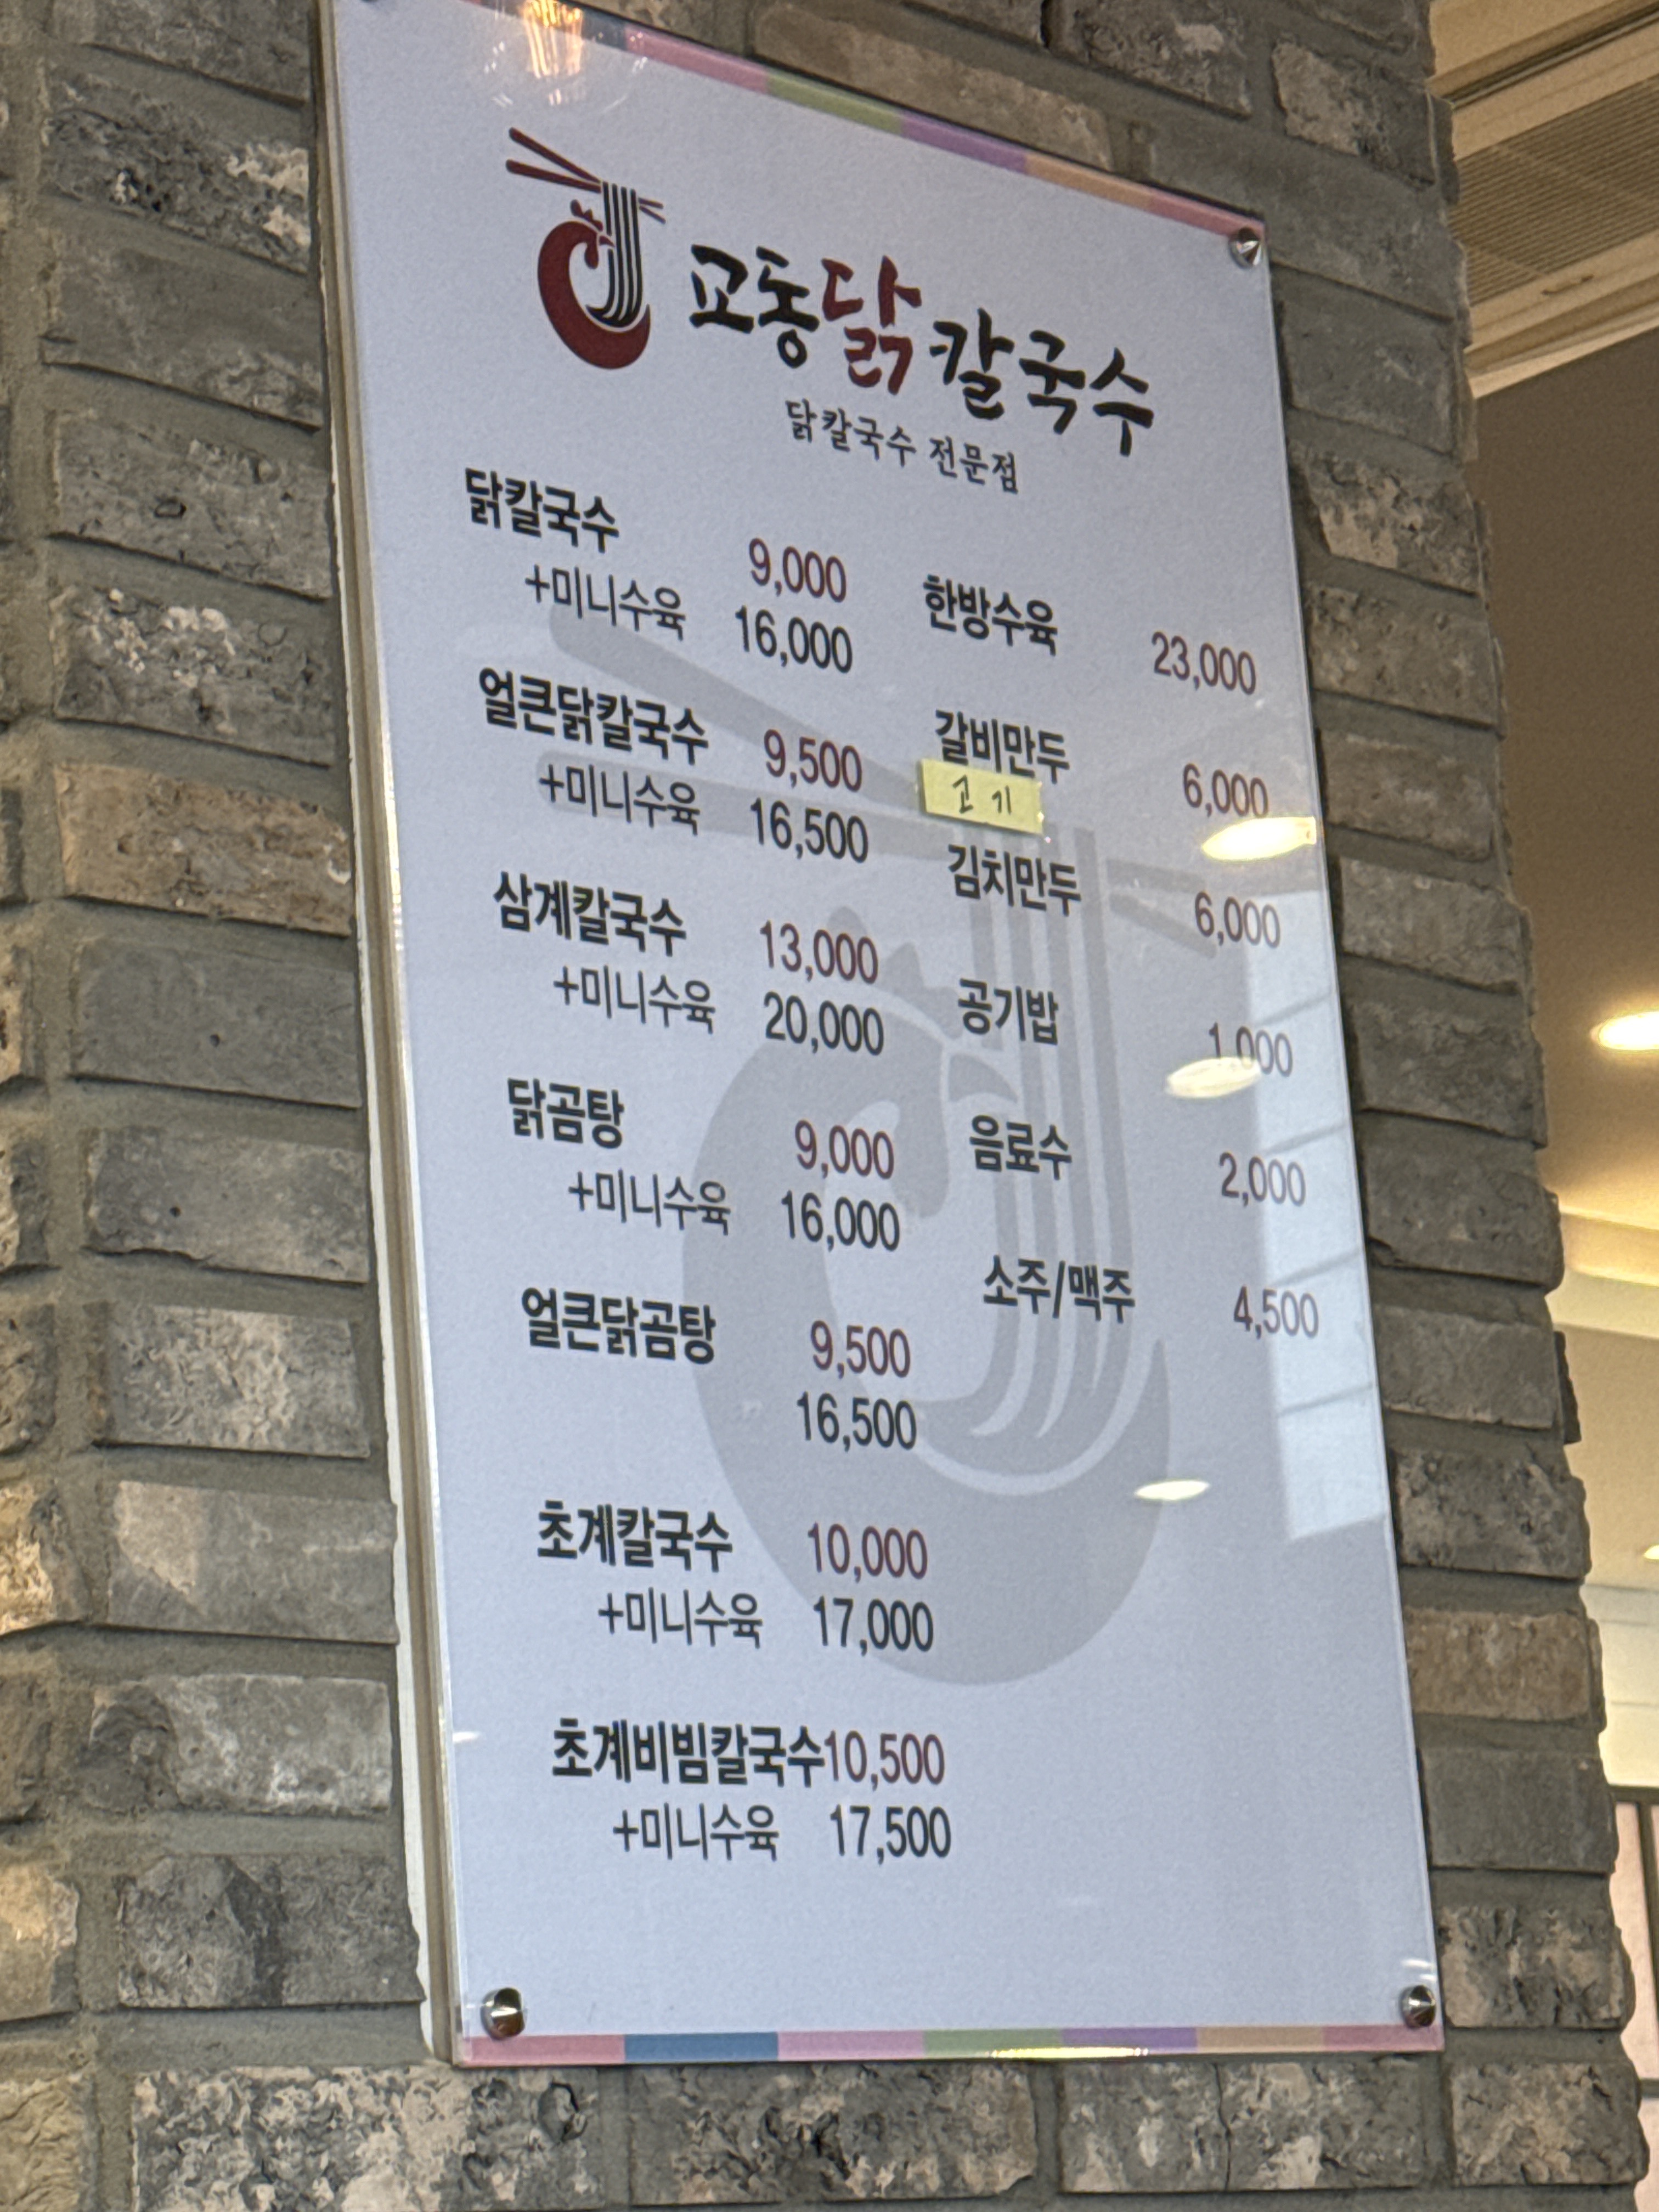 교동닭칼국수
닭칼국수 전문점
닭칼국수 9,000
+미니수육 16,000
얼큰닭칼국수 9,500
+미니수육 16,500
삼계칼국수 13,000
+미니수육 20,000
닭곰탕 9,000
+미니수육 16,000
얼큰닭곰탕 9,500
16,500
초계칼국수 10,000
+미니수육 17,000
초계비빔칼국수 10,500
+미니수육 17,500
한방수육 23,000
갈비만두 6,000
고기
김치만두 6,000
공기밥 1,000
음료수 2,000
소주/맥주 4,500